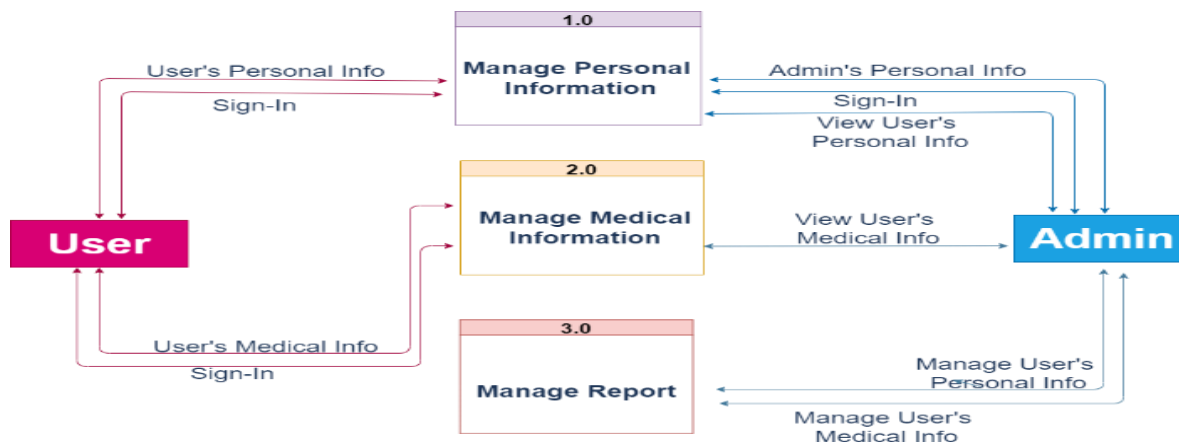 1.0
Manage Personal
Information
User's Personal Info
Sign-In
Admin's Personal Info
Sign-In
View User's
Personal Info
2.0
Manage Medical
Information
View User's
Medical Info
User
Admin
3.0
Manage Report
User's Medical Info
Sign-In
Manage User's
Personal Info
Manage User's
Medical Info